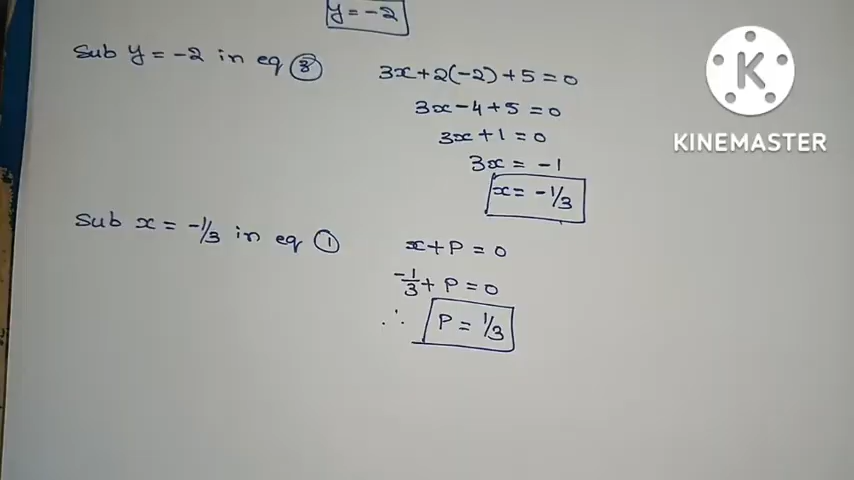 y = -2
Sub y = -2 in eq ③
3x + 2(-2) + 5 = 0
3x - 4 + 5 = 0
3x + 1 = 0
3x = -1
x = -1/3
Sub x = -1/3 in eq ①
x + P = 0
-1/3 + P = 0
∴ P = 1/3
K
KINEMASTER